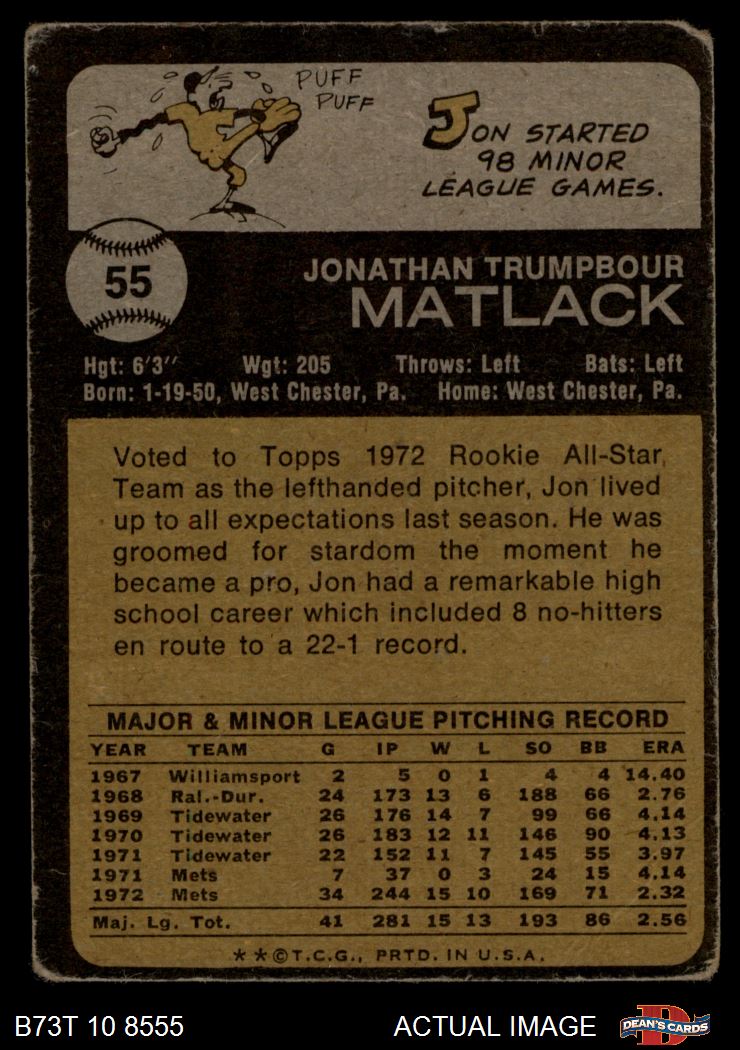 PUFF
PUFF
JON STARTED
98 MINOR
LEAGUE GAMES.
55
JONATHAN TRUMPBOUR
MATLACK
Hgt: 6'3" Wgt: 205 Throws: Left Bats: Left
Born: 1-19-50, West Chester, Pa. Home: West Chester, Pa.
Voted to Topps 1972 Rookie All-Star
Team as the lefthanded pitcher, Jon lived
up to all expectations last season. He was
groomed for stardom the moment he
became a pro, Jon had a remarkable high
school career which included 8 no-hitters
en route to a 22-1 record.
MAJOR & MINOR LEAGUE PITCHING RECORD
YEAR TEAM G IP W L SO BB ERA
1967 Williamsport 2 5 0 1 4 4 14.40
1968 Ral.-Dur. 24 173 13 6 188 66 2.76
1969 Tidewater 26 176 14 7 99 66 4.14
1970 Tidewater 26 183 12 11 146 90 4.13
1971 Tidewater 22 152 11 7 145 55 3.97
1971 Mets 7 37 0 3 24 15 4.14
1972 Mets 34 244 15 10 169 71 2.32
Maj. Lg. Tot. 41 281 15 13 193 86 2.56
**©T.C.G., PRTD. IN U.S.A.
B73T 10 8555 ACTUAL IMAGE DEAN'S CARDS